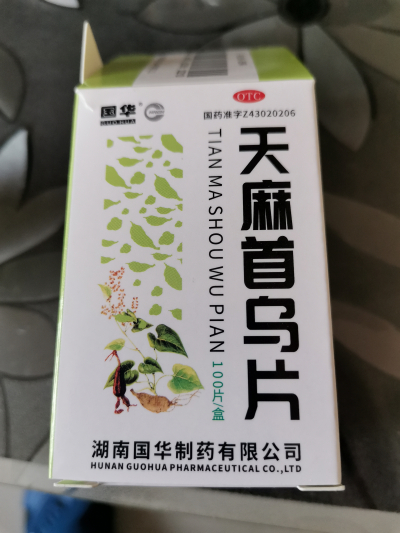 国华
GUOHUA
OTC
国药准字Z43020206
天麻首乌片
TIAN MA SHOU WU PIAN
100片/盒
湖南国华制药有限公司
HUNAN GUOHUA PHARMACEUTICAL CO.,LTD